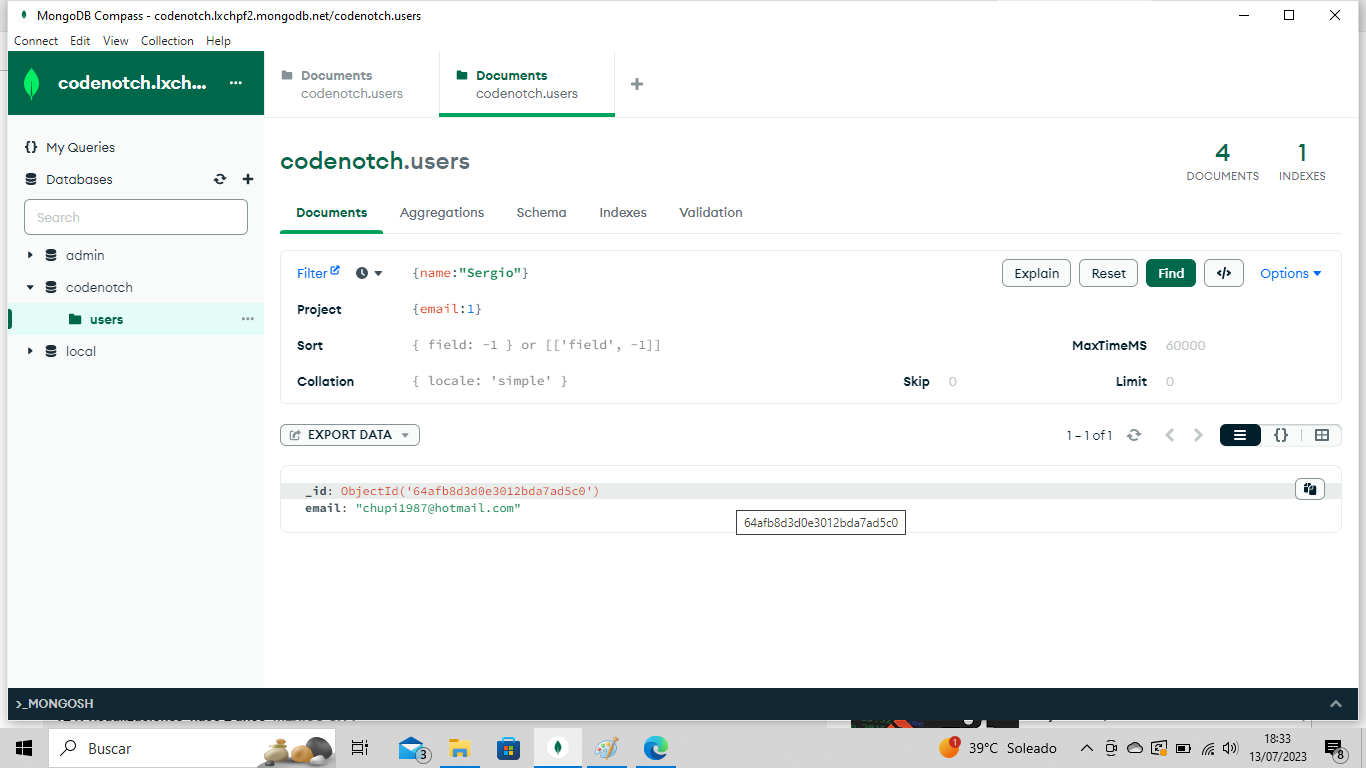 MongoDB Compass - codenotch.lxchpf2.mongodb.net/codenotch.users
Connect Edit View Collection Help
codenotch.lxch... ...
Documents
codenotch.users
Documents
codenotch.users
+
{} My Queries
Databases
Search
admin
codenotch
users
local
codenotch.users
4
DOCUMENTS
1
INDEXES
Documents Aggregations Schema Indexes Validation
Filter {name:"Sergio"} Explain Reset Find </> Options
Project {email:1}
Sort { field: -1 } or [['field', -1]] MaxTimeMS 60000
Collation { locale: 'simple' } Skip 0 Limit 0
EXPORT DATA 1 – 1 of 1 {}
_id: ObjectId('64afb8d3d0e3012bda7ad5c0')
email: "chupi1987@hotmail.com"
64afb8d3d0e3012bda7ad5c0
>_MONGOSH
Buscar 3 1 39°C Soleado 18:33
13/07/2023 8